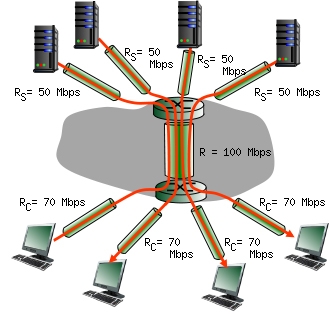 R_S= 50
Mbps
R_S= 50
Mbps
R_S= 50 Mbps
R_S= 50 Mbps
R = 100 Mbps
R_C= 70 Mbps
R_C= 70 Mbps
R_C= 70
Mbps
R_C= 70
Mbps